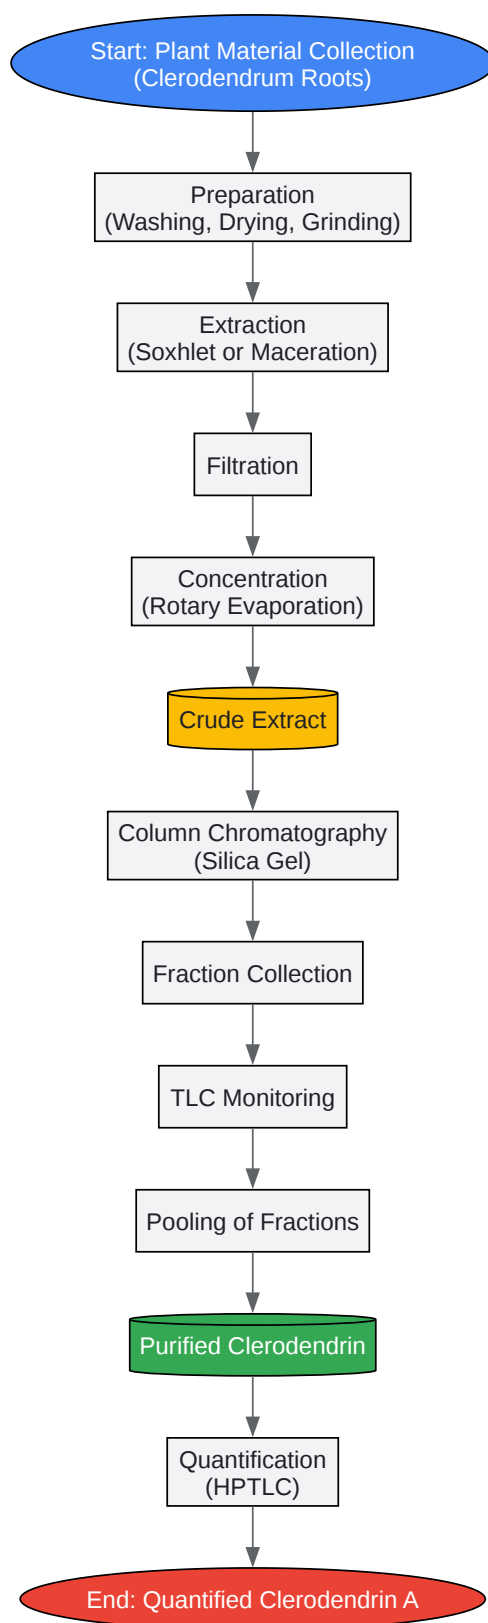 Start: Plant Material Collection
(Clerodendrum Roots)
Preparation
(Washing, Drying, Grinding)
Extraction
(Soxhlet or Maceration)
Filtration
Concentration
(Rotary Evaporation)
Crude Extract
Column Chromatography
(Silica Gel)
Fraction Collection
TLC Monitoring
Pooling of Fractions
Purified Clerodendrin
Quantification
(HPTLC)
End: Quantified Clerodendrin A